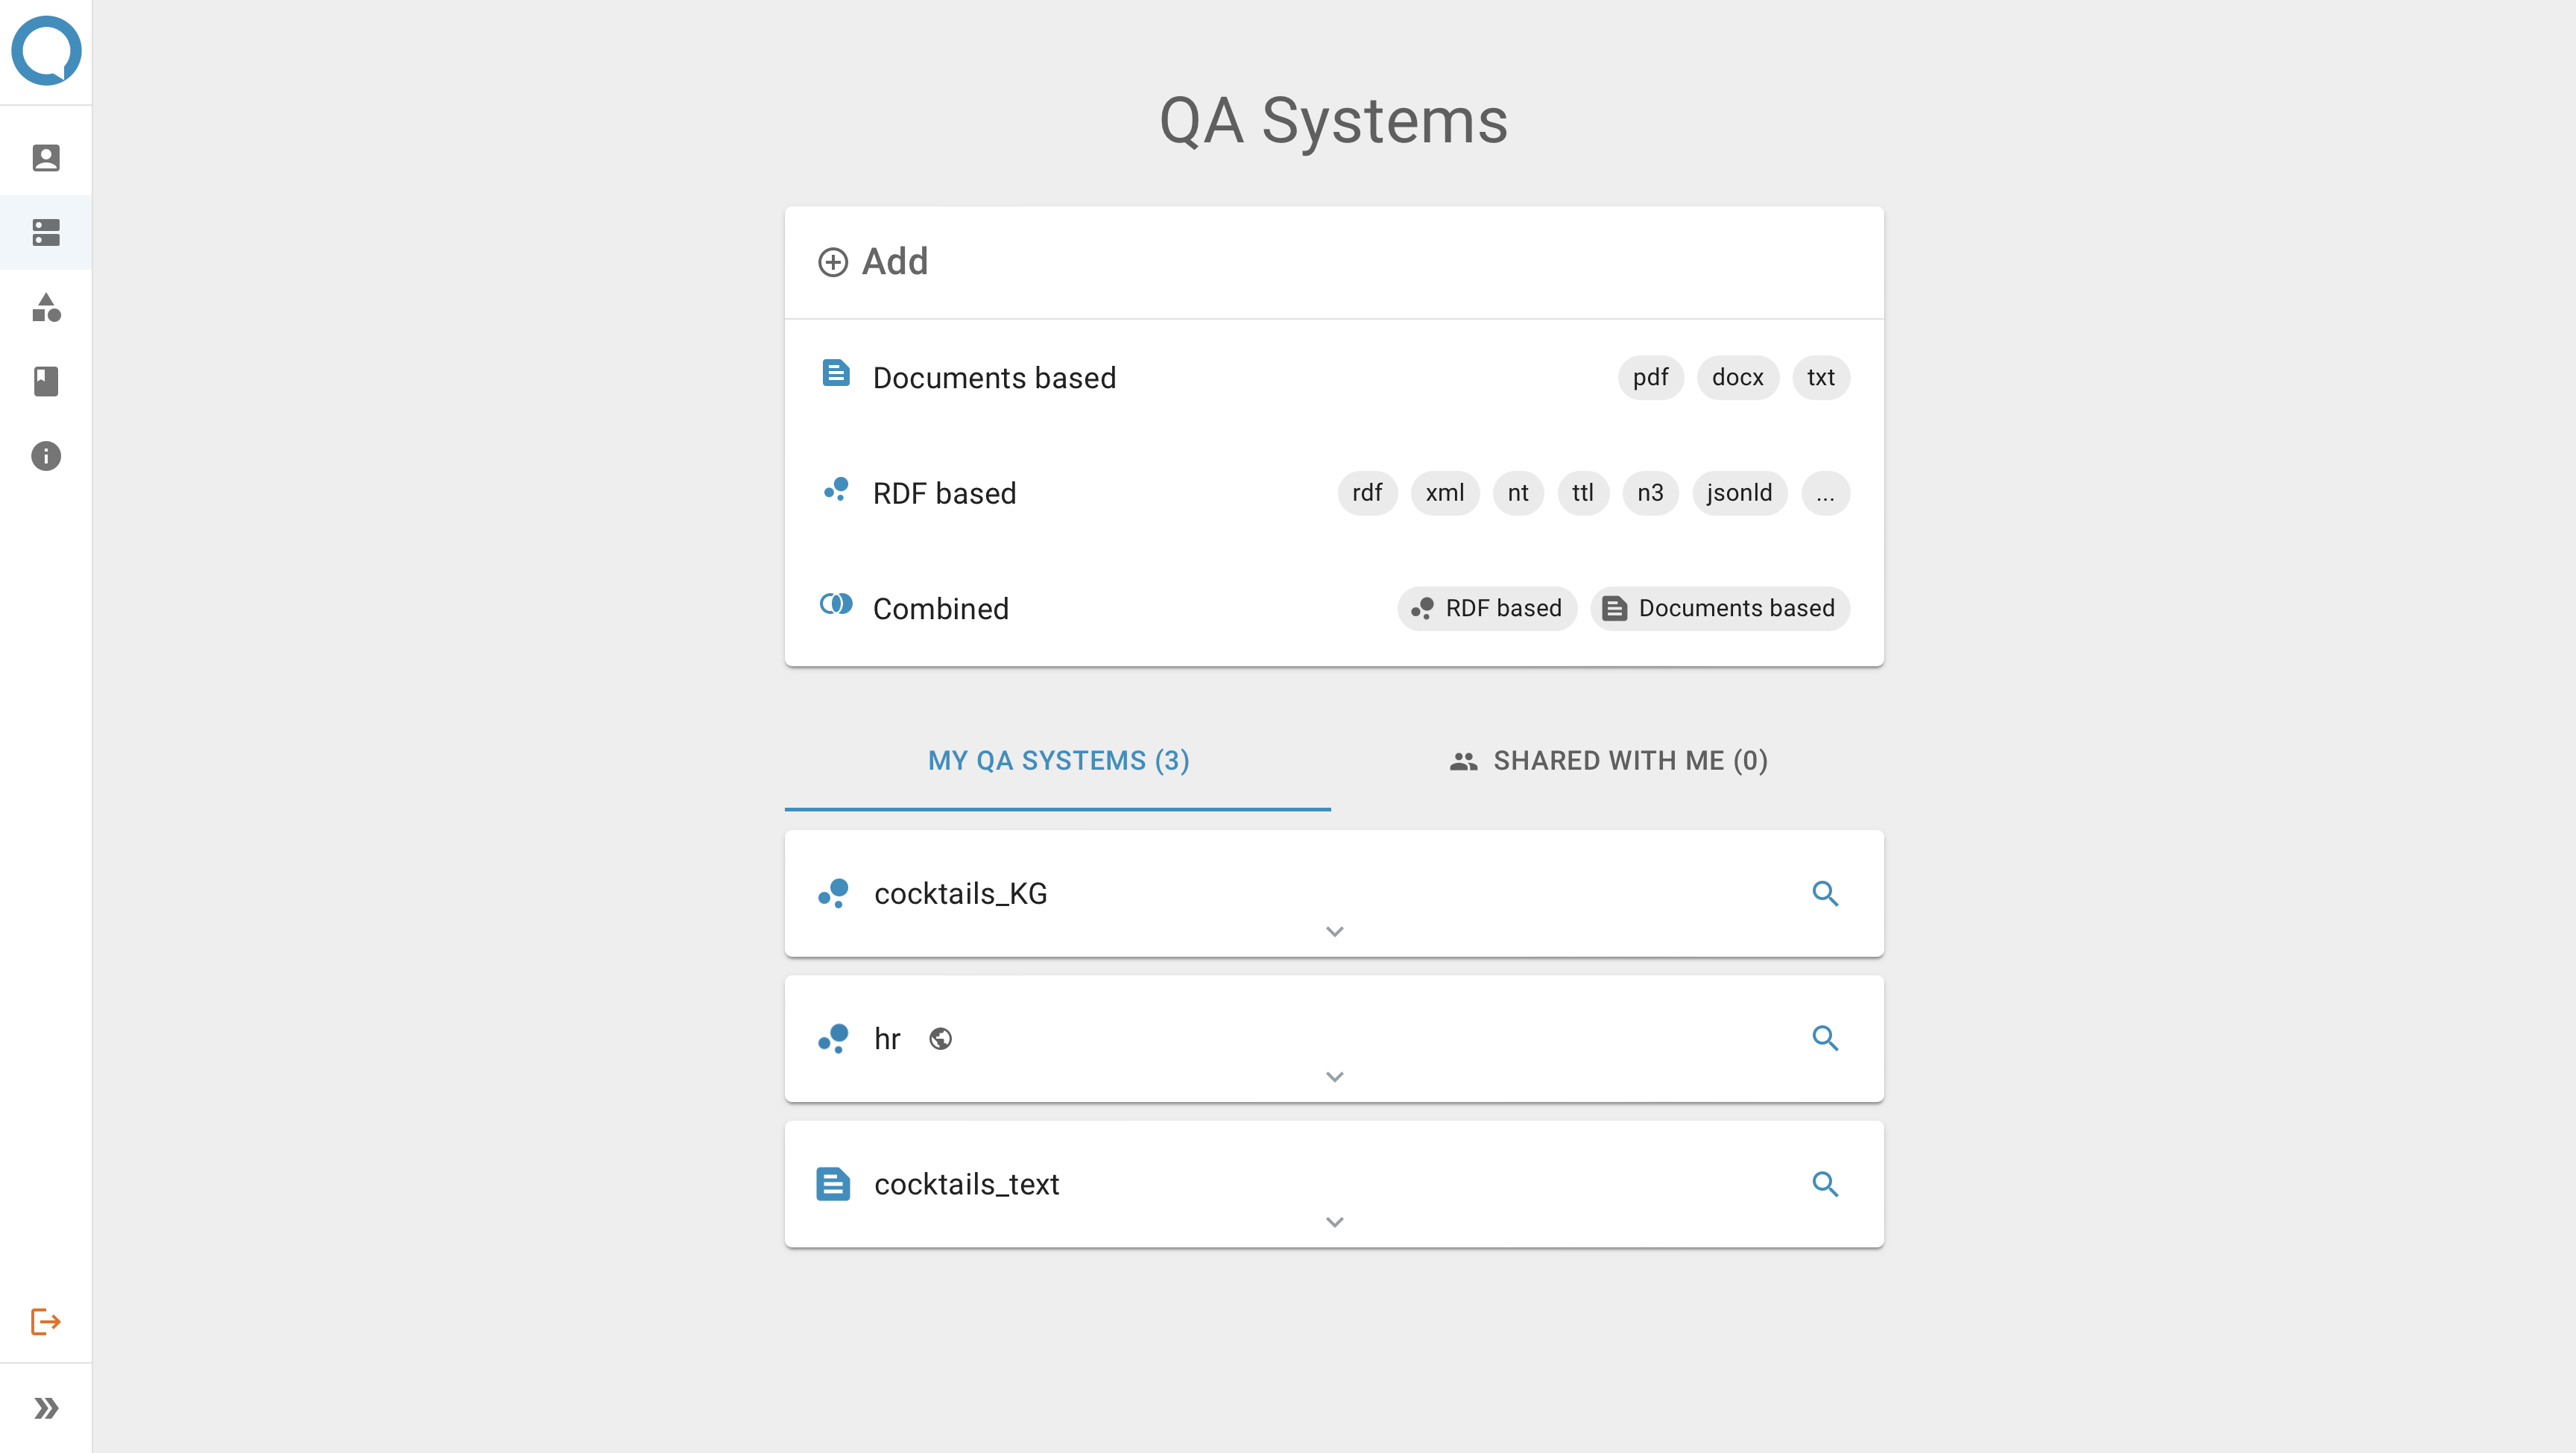 QA Systems
Add
Documents based pdf docx txt
RDF based rdf xml nt ttl n3 jsonld ...
Combined RDF based Documents based
MY QA SYSTEMS (3) SHARED WITH ME (0)
cocktails_KG
hr
cocktails_text